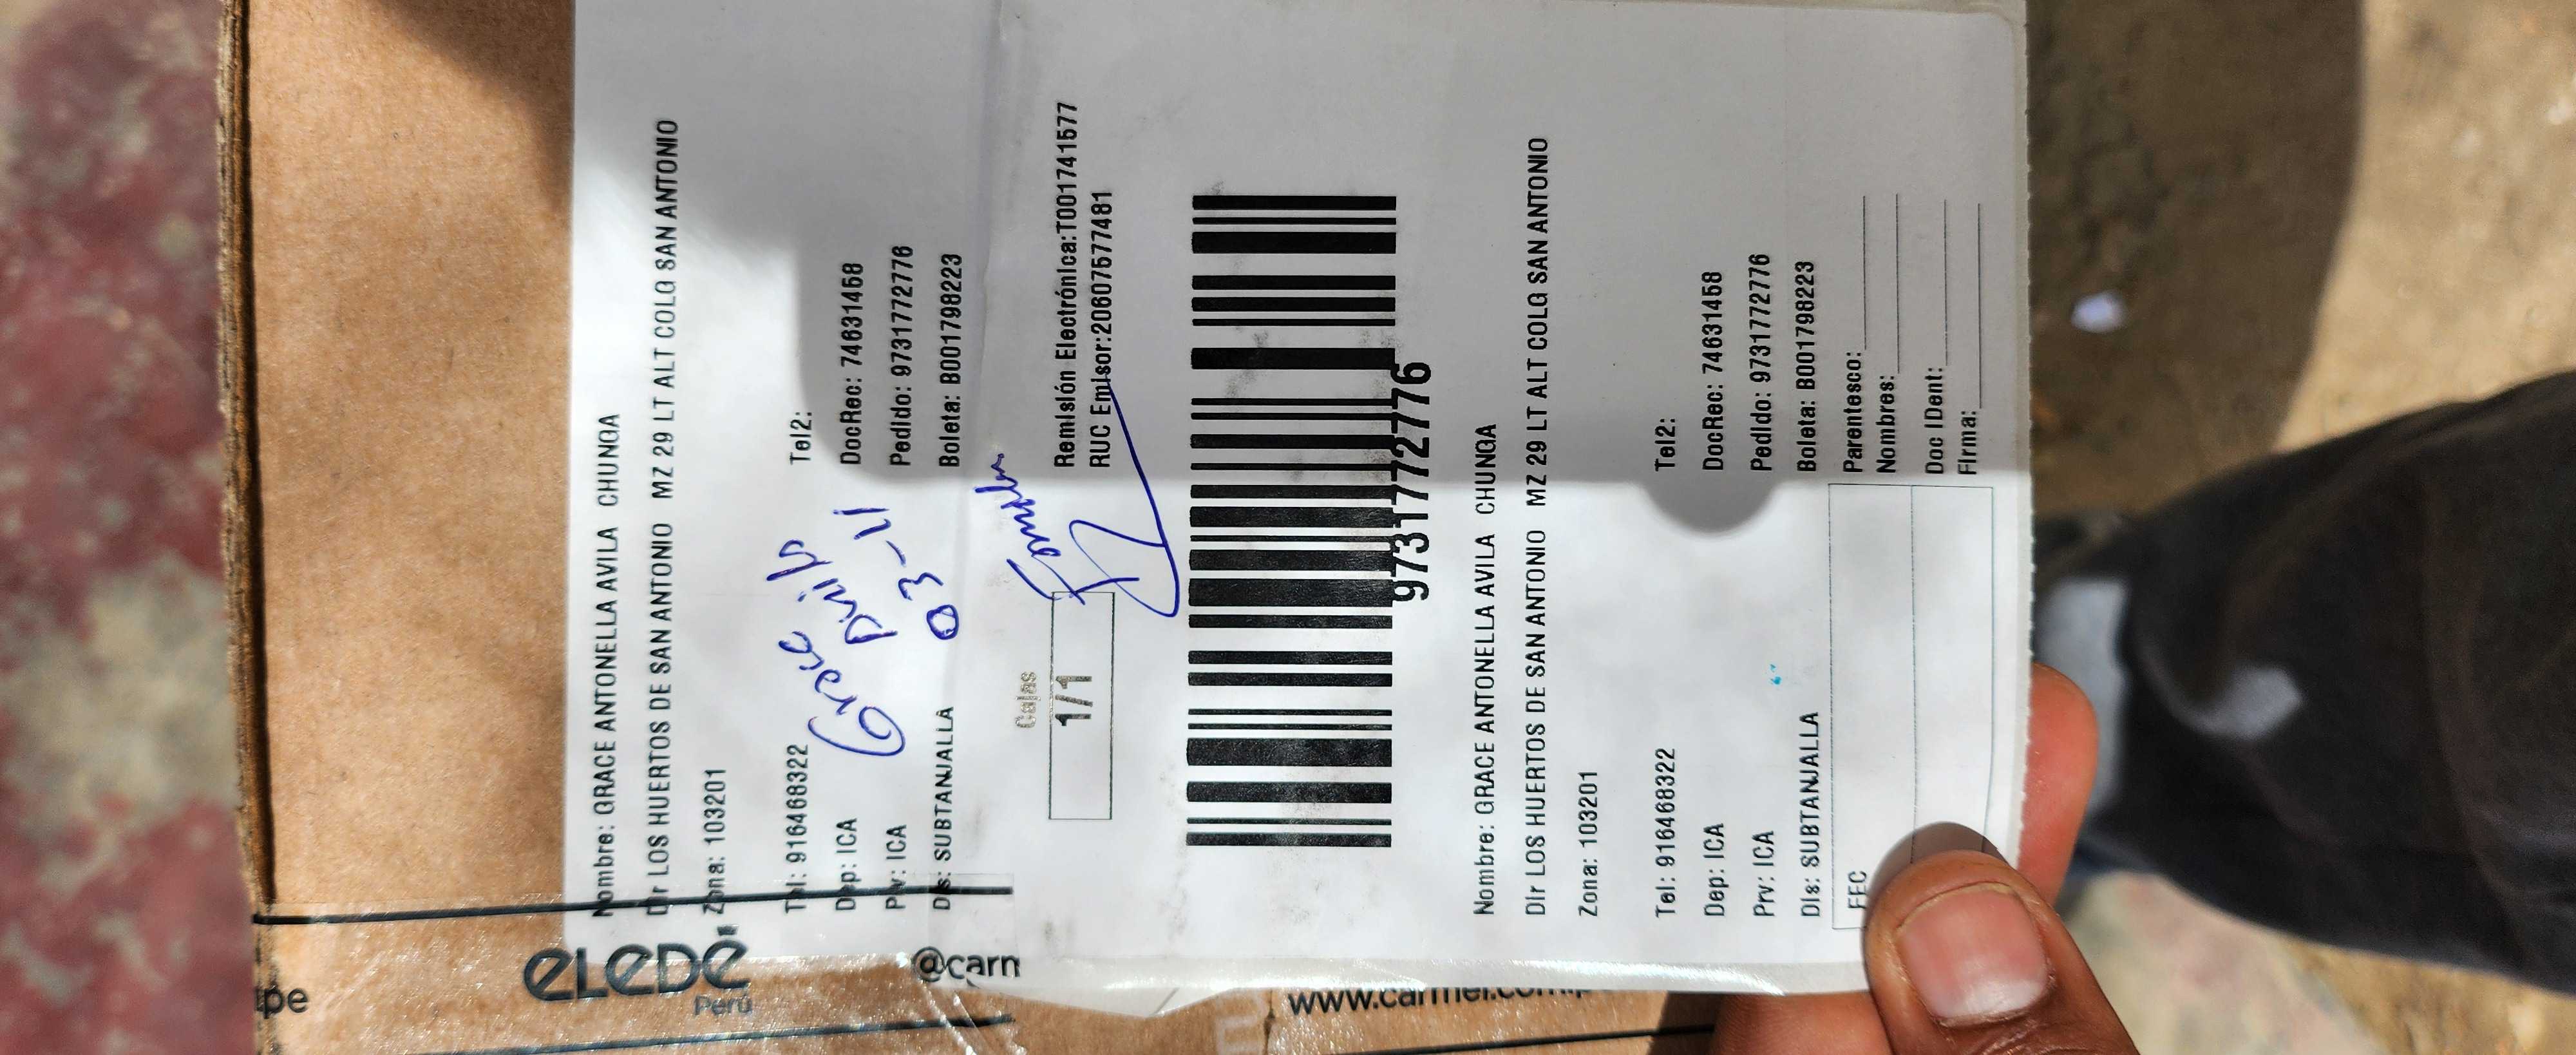 Nombre: GRACE ANTONELLA AVILA CHUNGA
Dir LOS HUERTOS DE SAN ANTONIO MZ 29 LT ALT COLG SAN ANTONIO
Zona: 103201
Tel: 916468322 Tel2:
Dep: ICA DocRec: 74631458
Prv: ICA Pedido: 9731772776
Dis: SUBTANJALLA Boleta: B001798223
Grace
Avila
03-11
Familia
Cajas
1/1
Remisión Electrónica:T001741577
RUC Emisor:20607577481
9731772776
Nombre: GRACE ANTONELLA AVILA CHUNGA
Dir LOS HUERTOS DE SAN ANTONIO MZ 29 LT ALT COLG SAN ANTONIO
Zona: 103201
Tel: 916468322 Tel2:
Dep: ICA DocRec: 74631458
Prv: ICA Pedido: 9731772776
Dis: SUBTANJALLA Boleta: B001798223
FEC
Parentesco:
Nombres:
Doc IDent:
Firma:
tpe
eLeDé
Perú
@carm
www.carmel.com.p